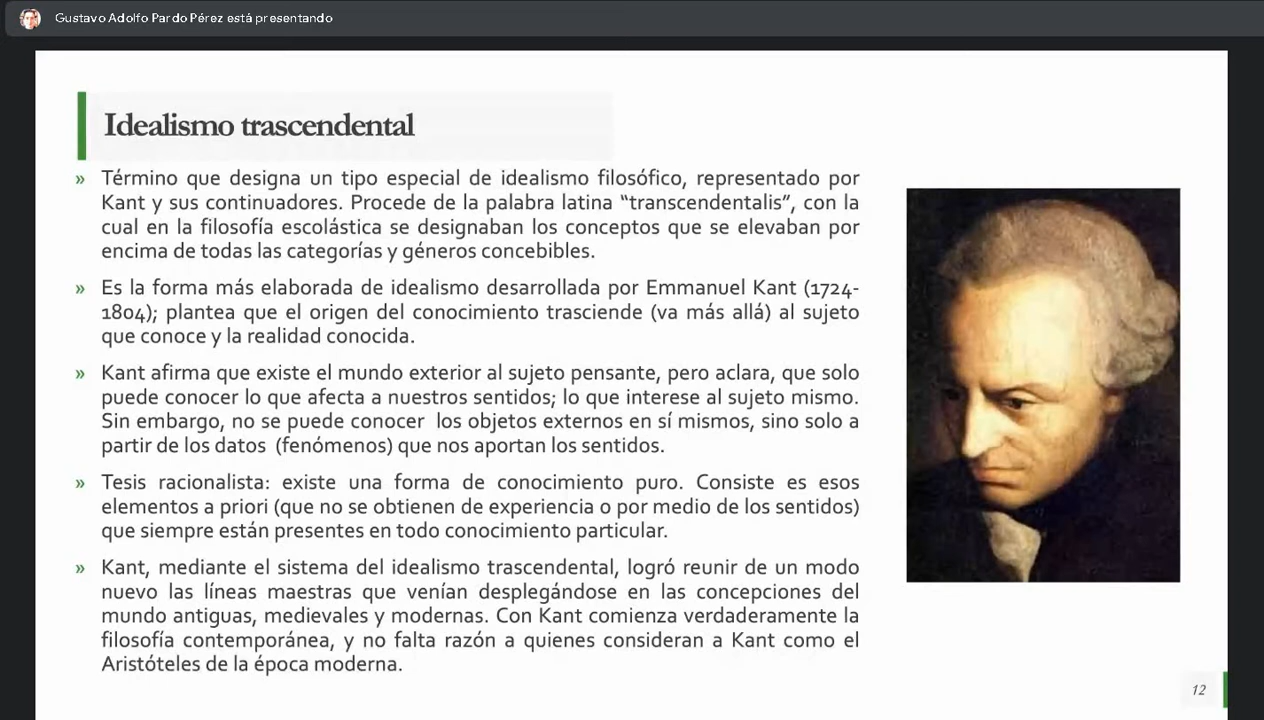 Gustavo Adolfo Pardo Pérez está presentando
Idealismo trascendental
» Término que designa un tipo especial de idealismo filosófico, representado por
Kant y sus continuadores. Procede de la palabra latina “transcendentalis”, con la
cual en la filosofía escolástica se designaban los conceptos que se elevaban por
encima de todas las categorías y géneros concebibles.
» Es la forma más elaborada de idealismo desarrollada por Emmanuel Kant (1724-
1804); plantea que el origen del conocimiento trasciende (va más allá) al sujeto
que conoce y la realidad conocida.
» Kant afirma que existe el mundo exterior al sujeto pensante, pero aclara, que solo
puede conocer lo que afecta a nuestros sentidos; lo que interese al sujeto mismo.
Sin embargo, no se puede conocer los objetos externos en sí mismos, sino solo a
partir de los datos (fenómenos) que nos aportan los sentidos.
» Tesis racionalista: existe una forma de conocimiento puro. Consiste es esos
elementos a priori (que no se obtienen de experiencia o por medio de los sentidos)
que siempre están presentes en todo conocimiento particular.
» Kant, mediante el sistema del idealismo trascendental, logró reunir de un modo
nuevo las líneas maestras que venían desplegándose en las concepciones del
mundo antiguas, medievales y modernas. Con Kant comienza verdaderamente la
filosofía contemporánea, y no falta razón a quienes consideran a Kant como el
Aristóteles de la época moderna.
12